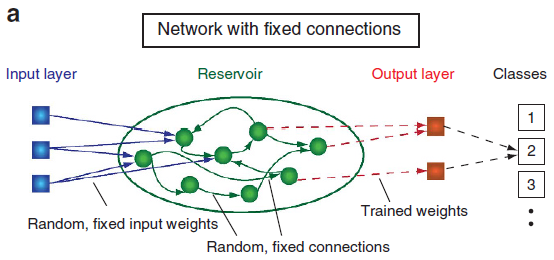 a
Network with fixed connections
Input layer
Reservoir
Output layer
Classes
1
2
3
Random, fixed input weights
Trained weights
Random, fixed connections